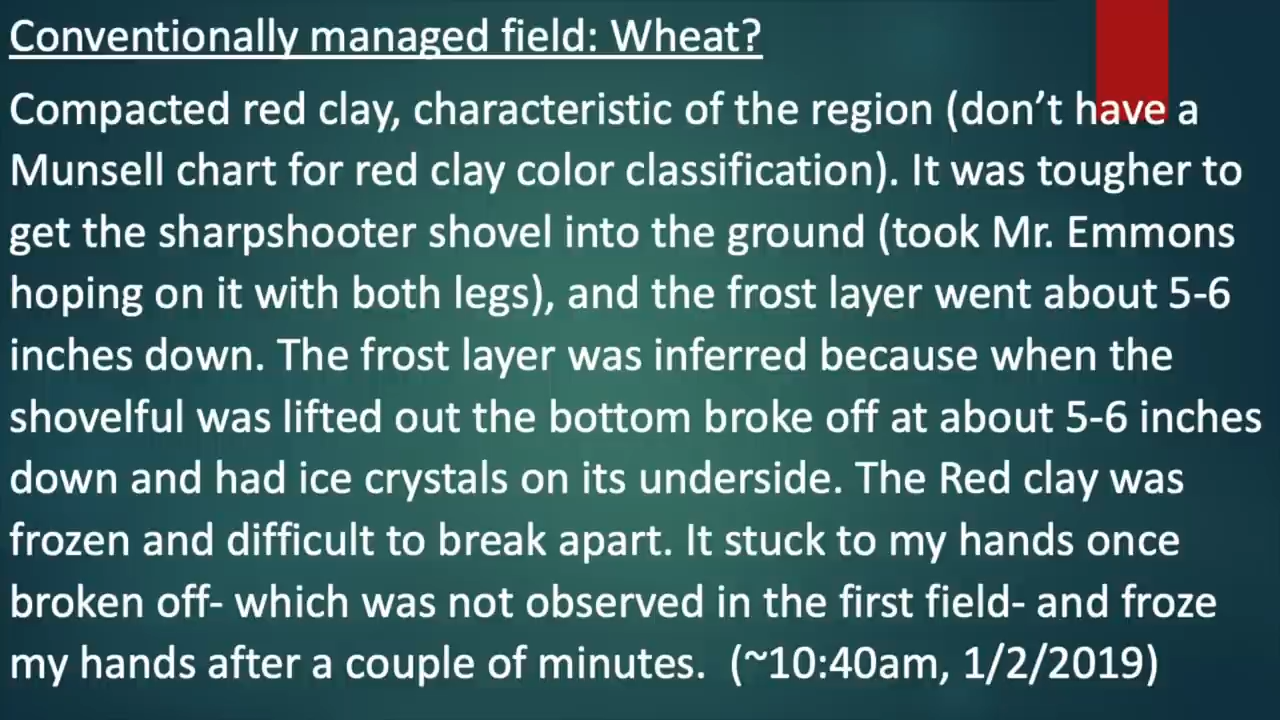 Conventionally managed field: Wheat?
Compacted red clay, characteristic of the region (don’t have a
Munsell chart for red clay color classification). It was tougher to
get the sharpshooter shovel into the ground (took Mr. Emmons
hoping on it with both legs), and the frost layer went about 5-6
inches down. The frost layer was inferred because when the
shovelful was lifted out the bottom broke off at about 5-6 inches
down and had ice crystals on its underside. The Red clay was
frozen and difficult to break apart. It stuck to my hands once
broken off- which was not observed in the first field- and froze
my hands after a couple of minutes.  (~10:40am, 1/2/2019)